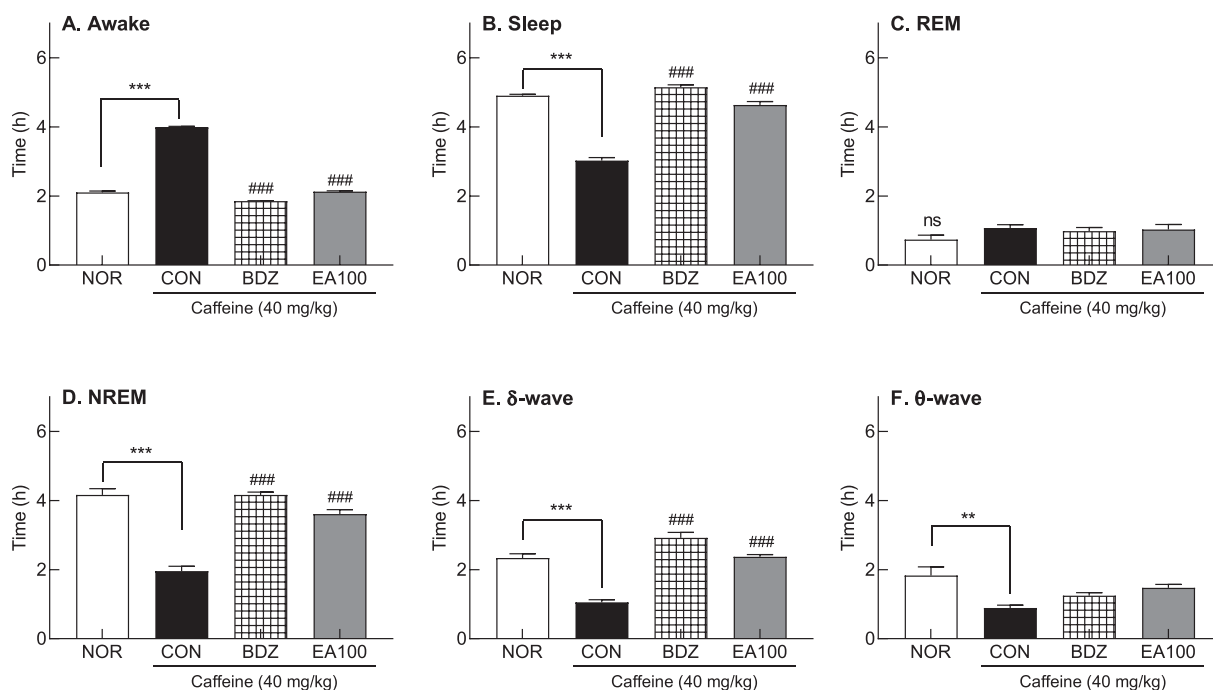 A. Awake
Time (h)
6
4
2
0
***
###
###
NOR
CON
BDZ
EA100
Caffeine (40 mg/kg)
B. Sleep
Time (h)
6
4
2
0
***
###
###
NOR
CON
BDZ
EA100
Caffeine (40 mg/kg)
C. REM
Time (h)
6
4
2
0
ns
NOR
CON
BDZ
EA100
Caffeine (40 mg/kg)
D. NREM
Time (h)
6
4
2
0
***
###
###
NOR
CON
BDZ
EA100
Caffeine (40 mg/kg)
E. δ-wave
Time (h)
6
4
2
0
***
###
###
NOR
CON
BDZ
EA100
Caffeine (40 mg/kg)
F. θ-wave
Time (h)
6
4
2
0
**
NOR
CON
BDZ
EA100
Caffeine (40 mg/kg)